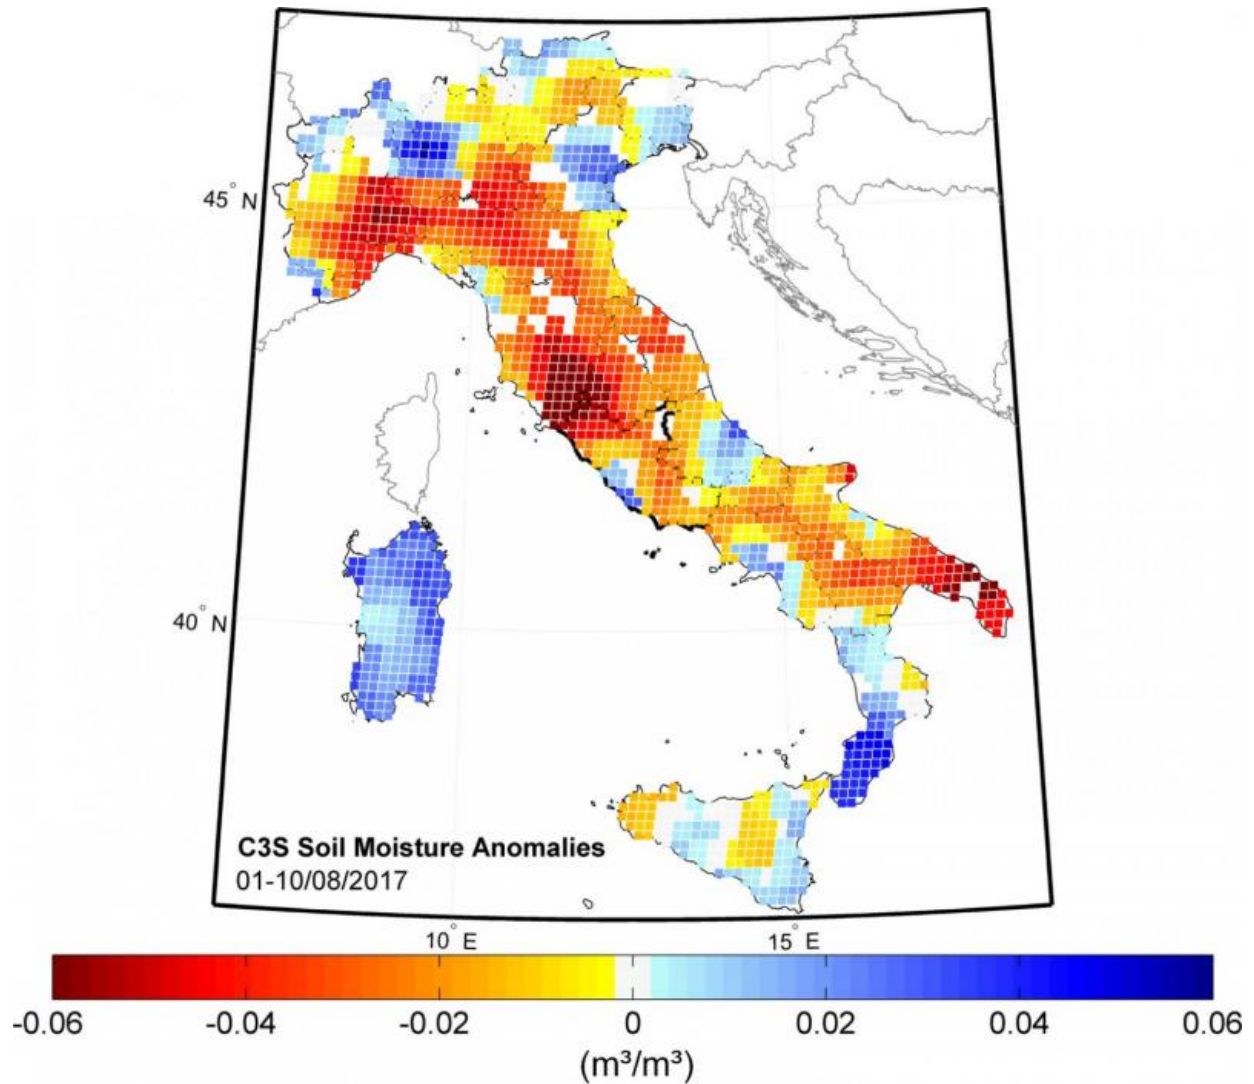 45° N
40° N
C3S Soil Moisture Anomalies
01-10/08/2017
10° E
15° E
-0.06
-0.04
-0.02
0
0.02
0.04
0.06
(m³/m³)